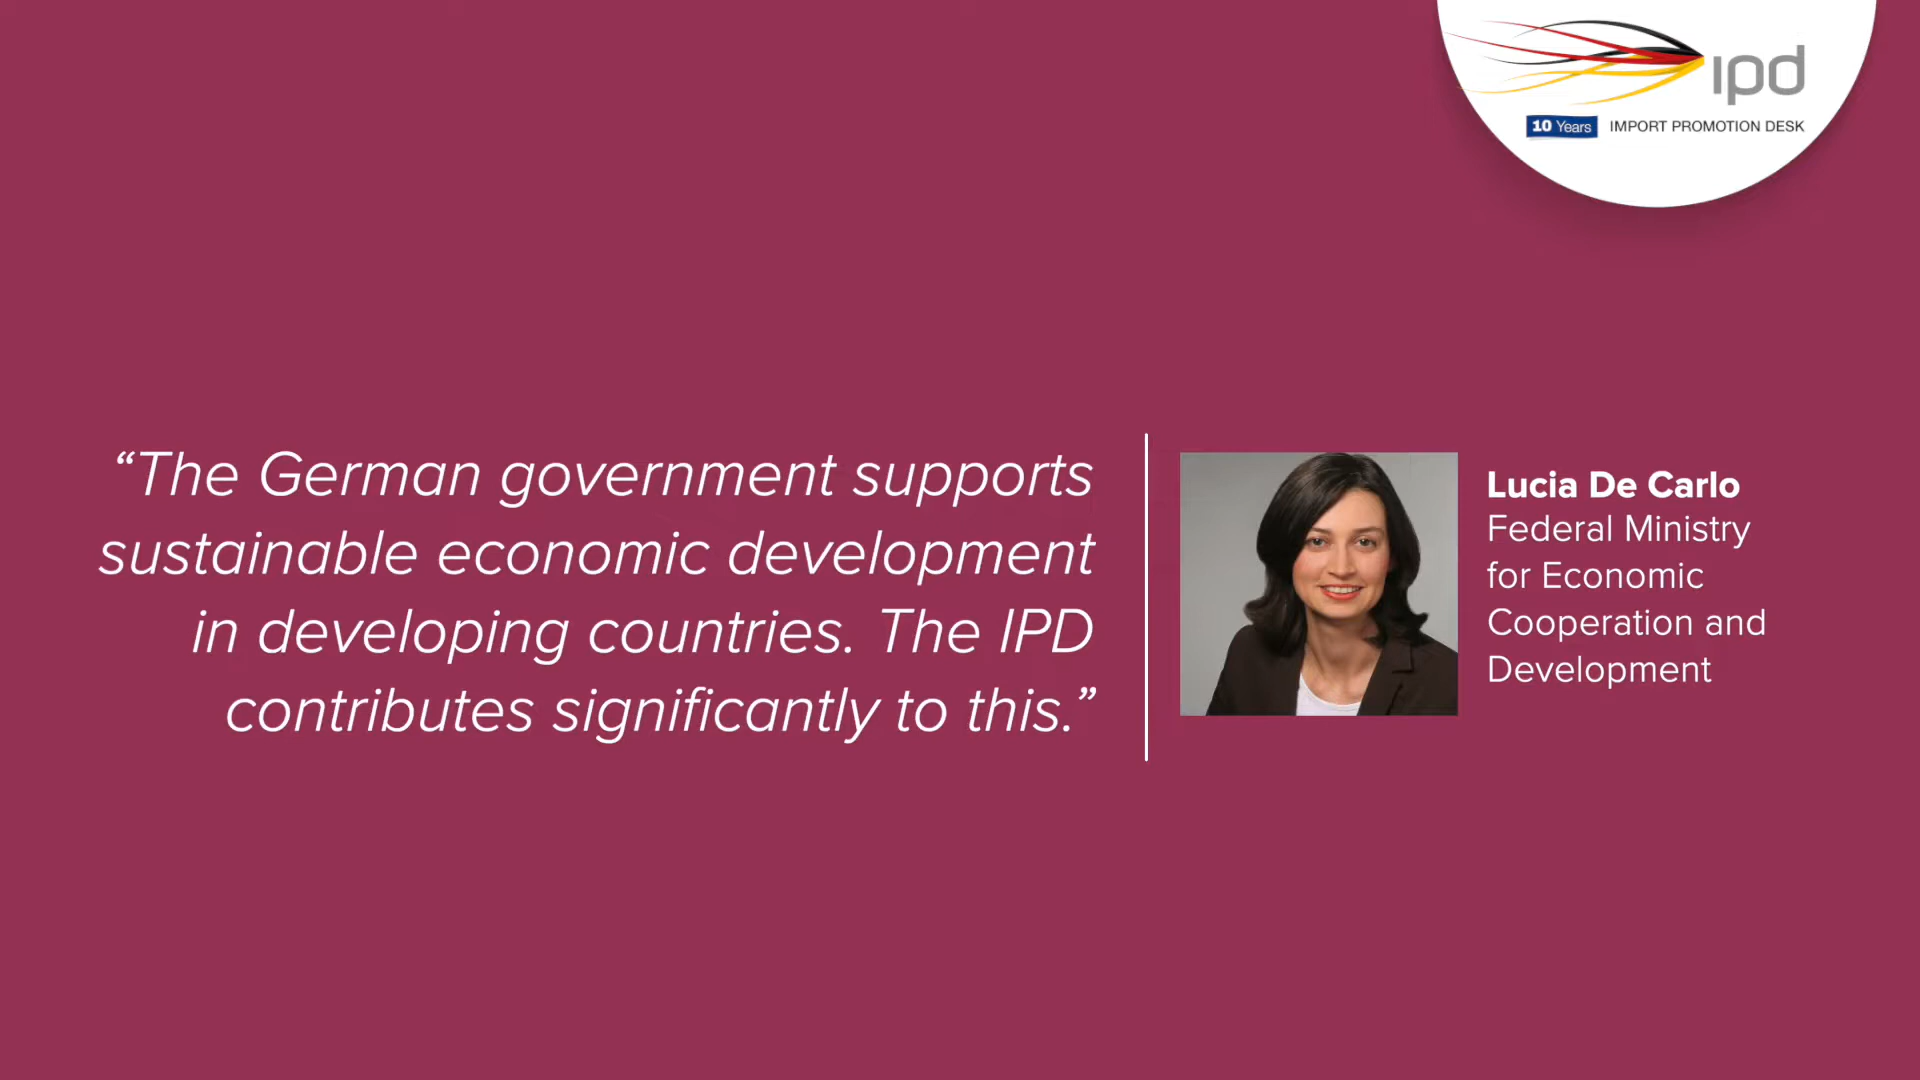 ipd
10 Years IMPORT PROMOTION DESK
“The German government supports
sustainable economic development
in developing countries. The IPD
contributes significantly to this.”
Lucia De Carlo
Federal Ministry
for Economic
Cooperation and
Development